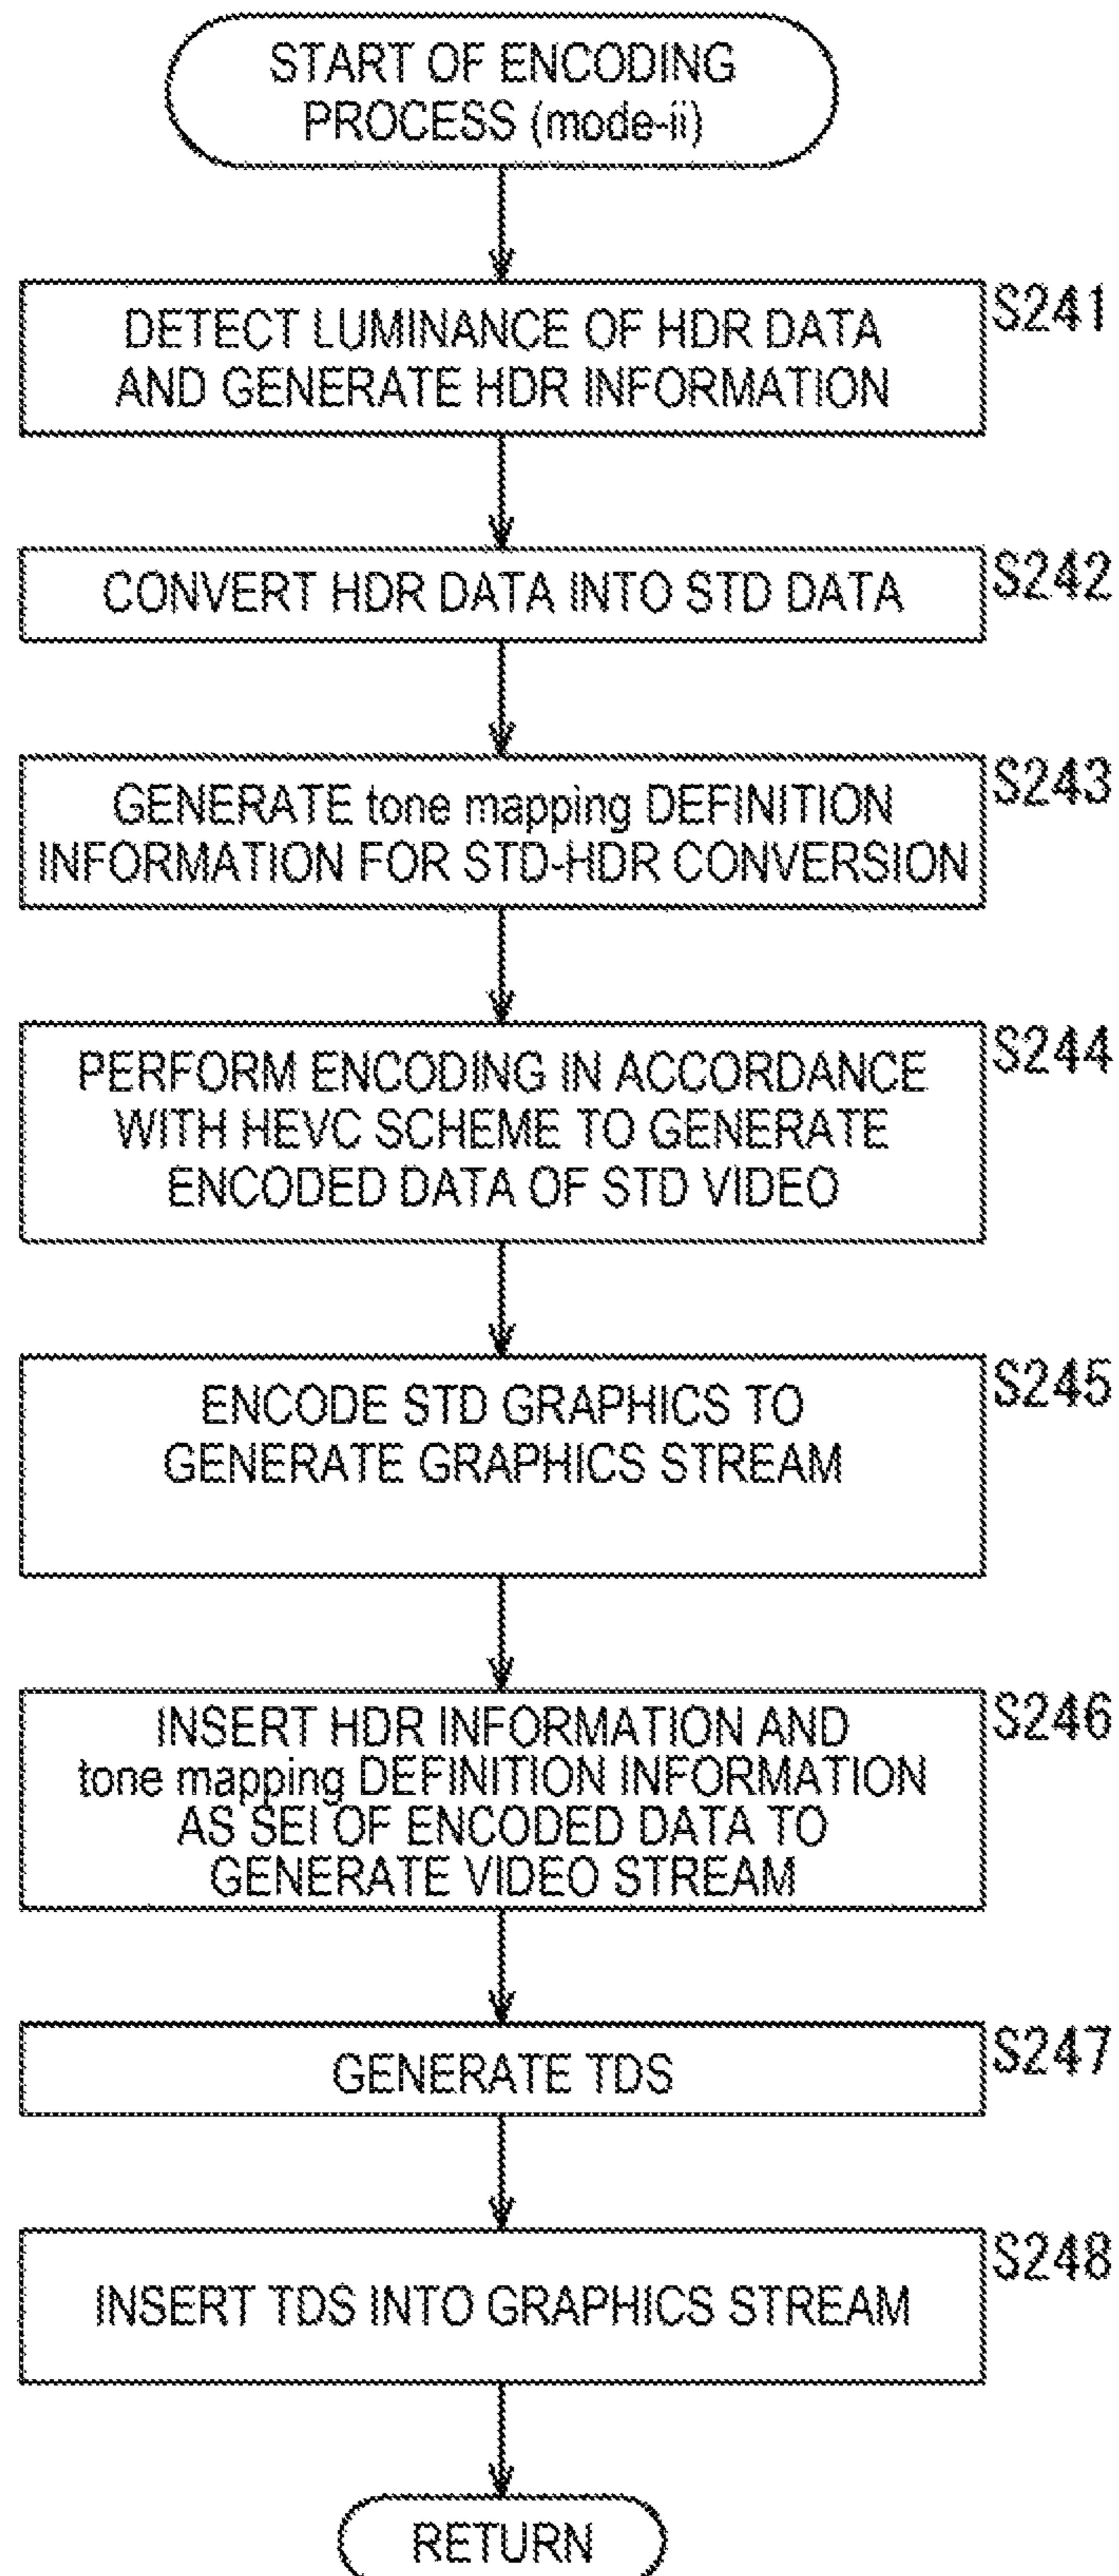 START OF ENCODING
PROCESS (mode-ii)
S241
DETECT LUMINANCE OF HDR DATA
AND GENERATE HDR INFORMATION
S242
CONVERT HDR DATA INTO STD DATA
S243
GENERATE tone mapping DEFINITION
INFORMATION FOR STD-HDR CONVERSION
S244
PERFORM ENCODING IN ACCORDANCE
WITH HEVC SCHEME TO GENERATE
ENCODED DATA OF STD VIDEO
S245
ENCODE STD GRAPHICS TO
GENERATE GRAPHICS STREAM
S246
INSERT HDR INFORMATION AND
tone mapping DEFINITION INFORMATION
AS SEI OF ENCODED DATA TO
GENERATE VIDEO STREAM
S247
GENERATE TDS
S248
INSERT TDS INTO GRAPHICS STREAM
RETURN